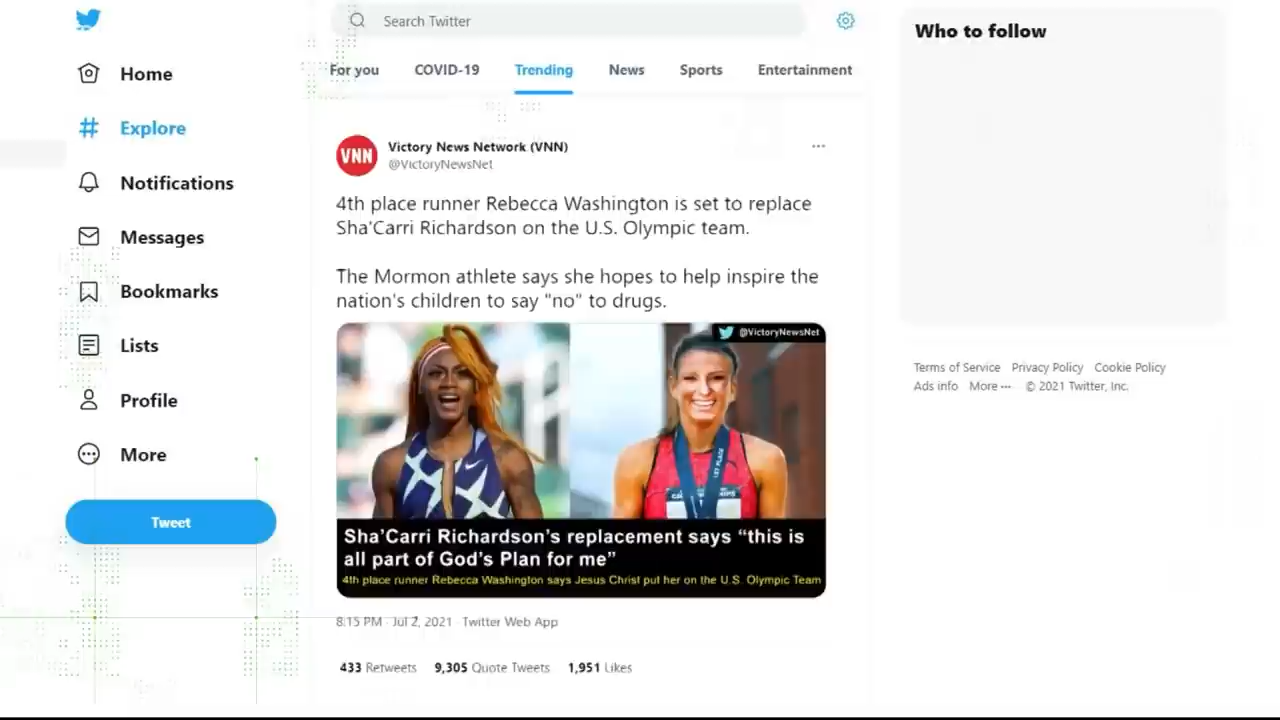 Search Twitter
Who to follow
For you COVID-19 Trending News Sports Entertainment
Home
Explore
Notifications
Messages
Bookmarks
Lists
Profile
More
Tweet
VNN
Victory News Network (VNN)
@VictoryNewsNet
4th place runner Rebecca Washington is set to replace
Sha'Carri Richardson on the U.S. Olympic team.
The Mormon athlete says she hopes to help inspire the
nation's children to say "no" to drugs.
@VictoryNewsNet
1ST PLACE
Sha'Carri Richardson's replacement says “this is
all part of God's Plan for me”
4th place runner Rebecca Washington says Jesus Christ put her on the U.S. Olympic Team
8:15 PM · Jul 2, 2021 · Twitter Web App
433 Retweets 9,305 Quote Tweets 1,951 Likes
Terms of Service Privacy Policy Cookie Policy
Ads info More ··· © 2021 Twitter, Inc.